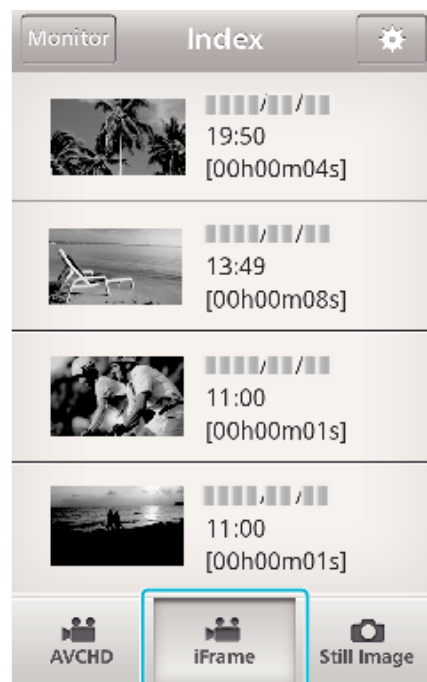 Monitor Index
19:50
[00h00m04s]
13:49
[00h00m08s]
11:00
[00h00m01s]
11:00
[00h00m01s]
AVCHD iFrame Still Image